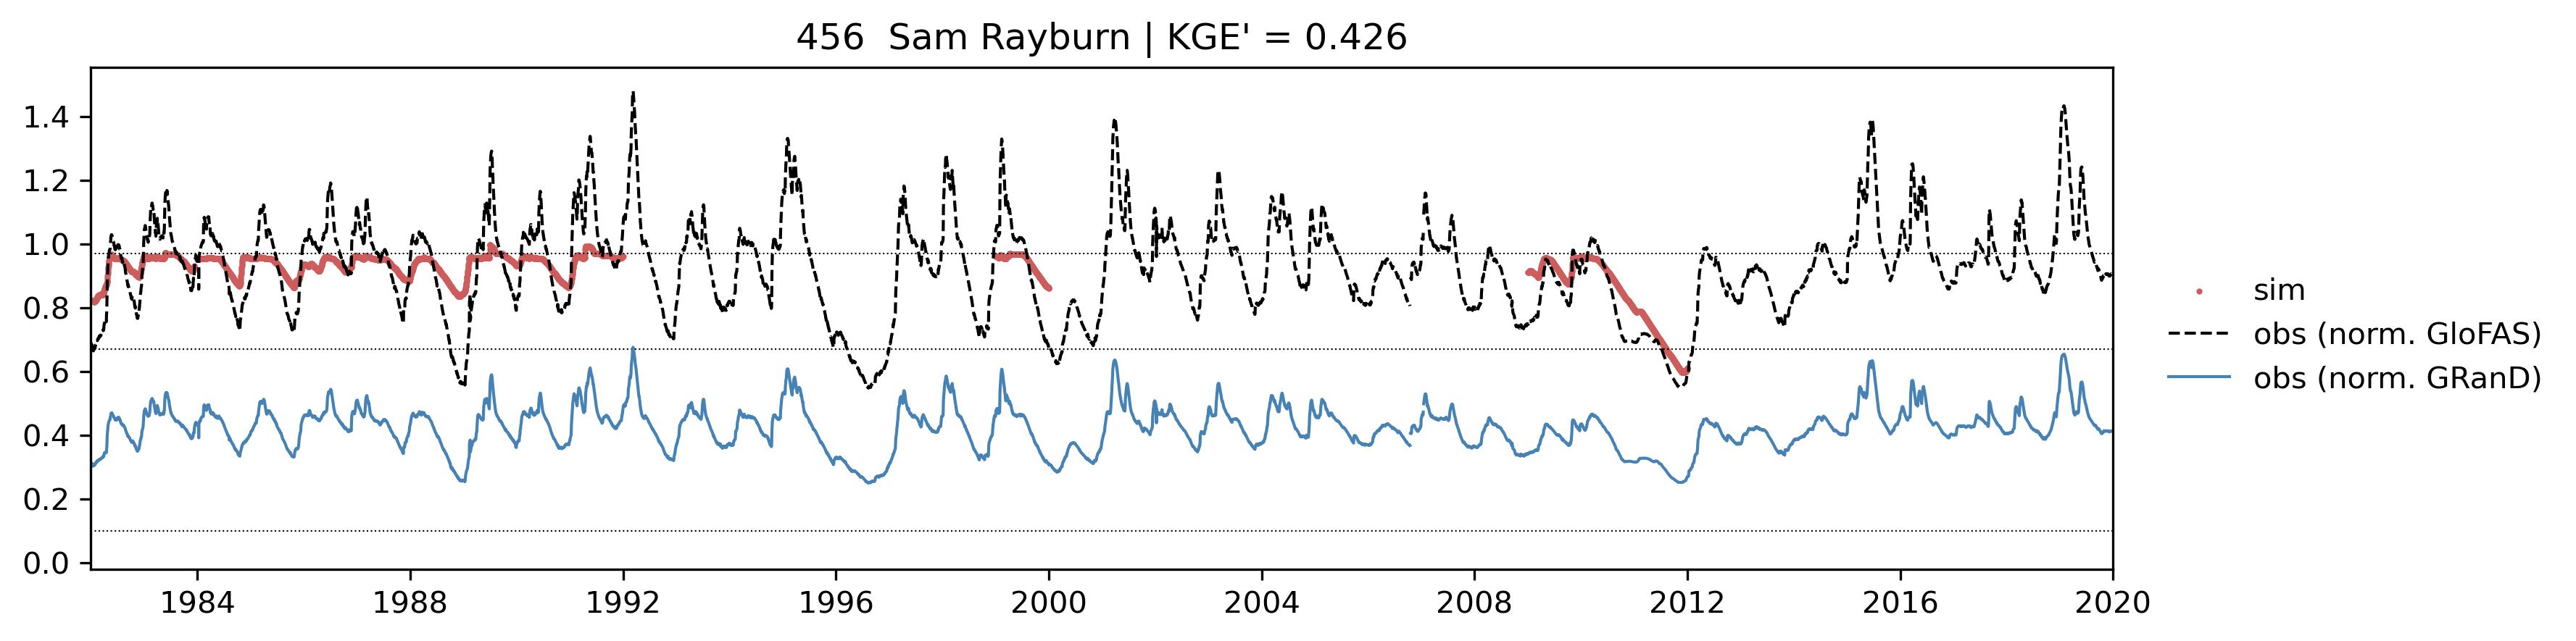 456  Sam Rayburn | KGE' = 0.426
1.4
1.2
1.0
0.8
0.6
0.4
0.2
0.0
1984 1988 1992 1996 2000 2004 2008 2012 2016 2020
sim
obs (norm. GloFAS)
obs (norm. GRanD)